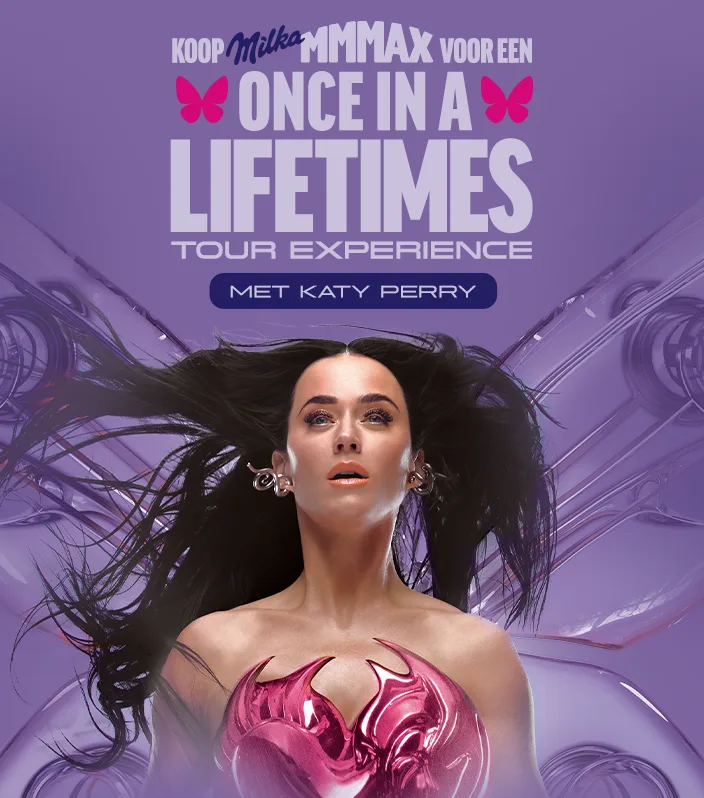 KOOP Milka MMMAX VOOR EEN
ONCE IN A
LIFETIMES
TOUR EXPERIENCE
MET KATY PERRY